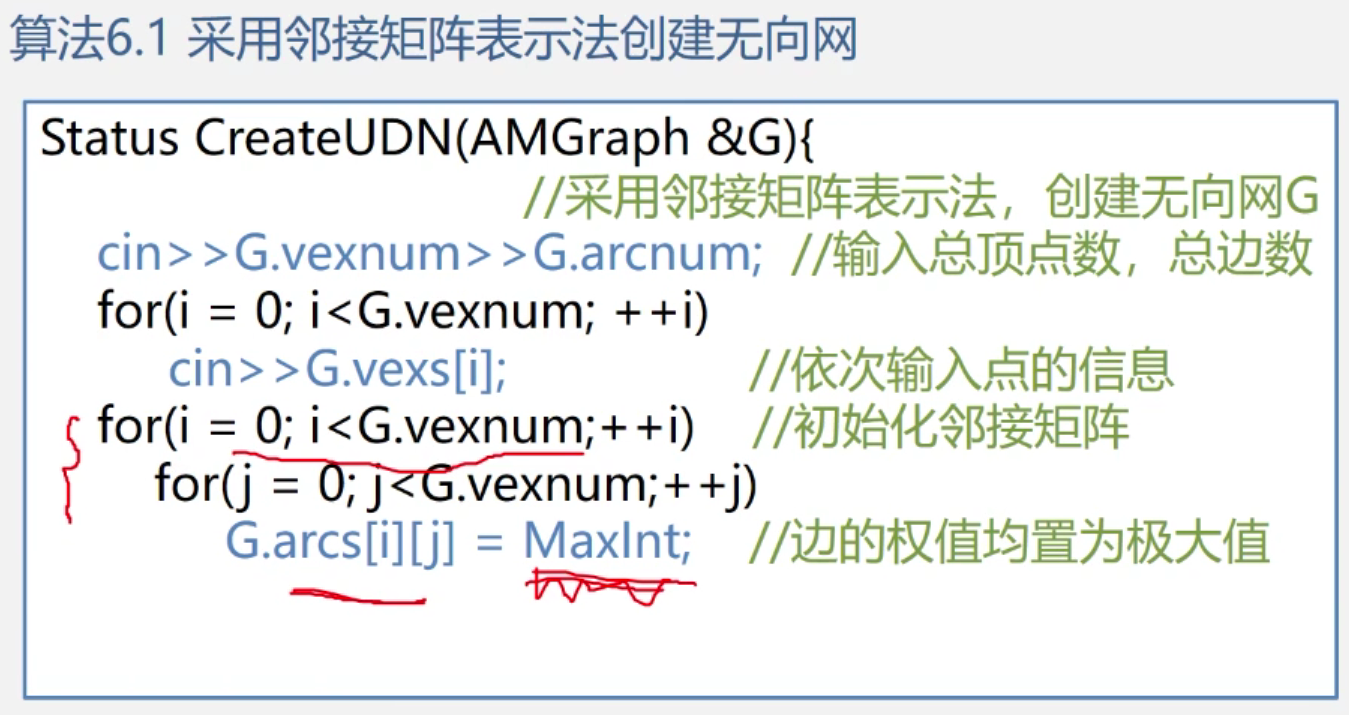 算法6.1 采用邻接矩阵表示法创建无向网
Status CreateUDN(AMGraph &G){
//采用邻接矩阵表示法，创建无向网G
cin>>G.vexnum>>G.arcnum; //输入总顶点数，总边数
for(i = 0; i<G.vexnum; ++i)
cin>>G.vexs[i]; //依次输入点的信息
for(i = 0; i<G.vexnum;++i) //初始化邻接矩阵
for(j = 0; j<G.vexnum;++j)
G.arcs[i][j] = MaxInt; //边的权值均置为极大值